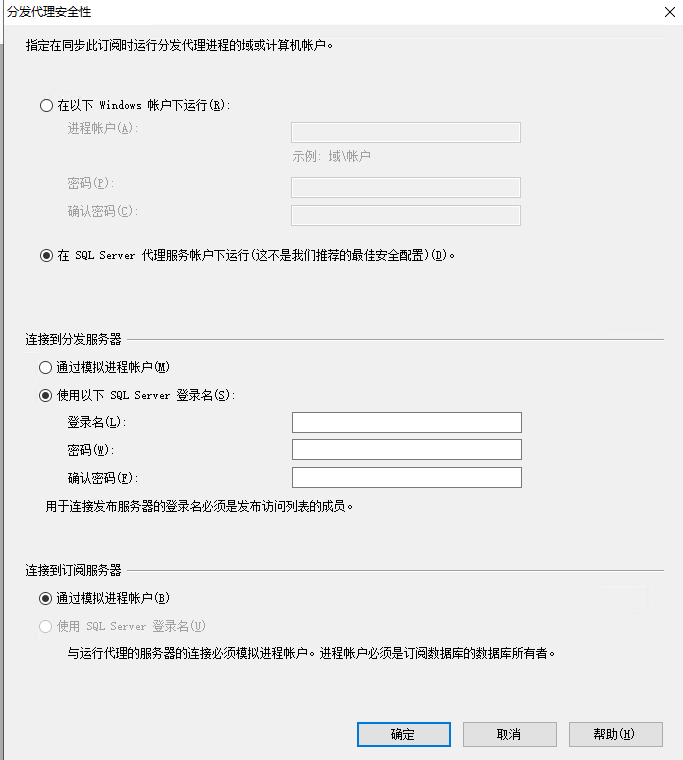 分发代理安全性
指定在同步此订阅时运行分发代理进程的域或计算机帐户。
在以下 Windows 帐户下运行(R):
进程帐户(A):
示例: 域\帐户
密码(P):
确认密码(C):
在 SQL Server 代理服务帐户下运行(这不是我们推荐的最佳安全配置)(D)。
连接到分发服务器
通过模拟进程帐户(M)
使用以下 SQL Server 登录名(S):
登录名(L):
密码(W):
确认密码(F):
用于连接发布服务器的登录名必须是发布访问列表的成员。
连接到订阅服务器
通过模拟进程帐户(B)
使用 SQL Server 登录名(U)
与运行代理的服务器的连接必须模拟进程帐户。进程帐户必须是订阅数据库的数据库所有者。
确定 取消 帮助(H)